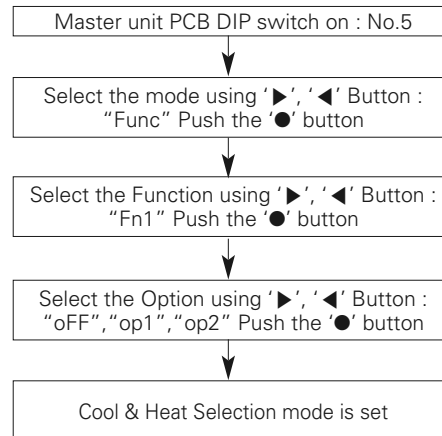 Master unit PCB DIP switch on : No.5
Select the mode using ‘▶’, ‘◀’ Button :
“Func” Push the ‘●’ button
Select the Function using ‘▶’, ‘◀’ Button :
“Fn1” Push the ‘●’ button
Select the Option using ‘▶’, ‘◀’ Button :
“oFF”,“op1”,“op2” Push the ‘●’ button
Cool & Heat Selection mode is set